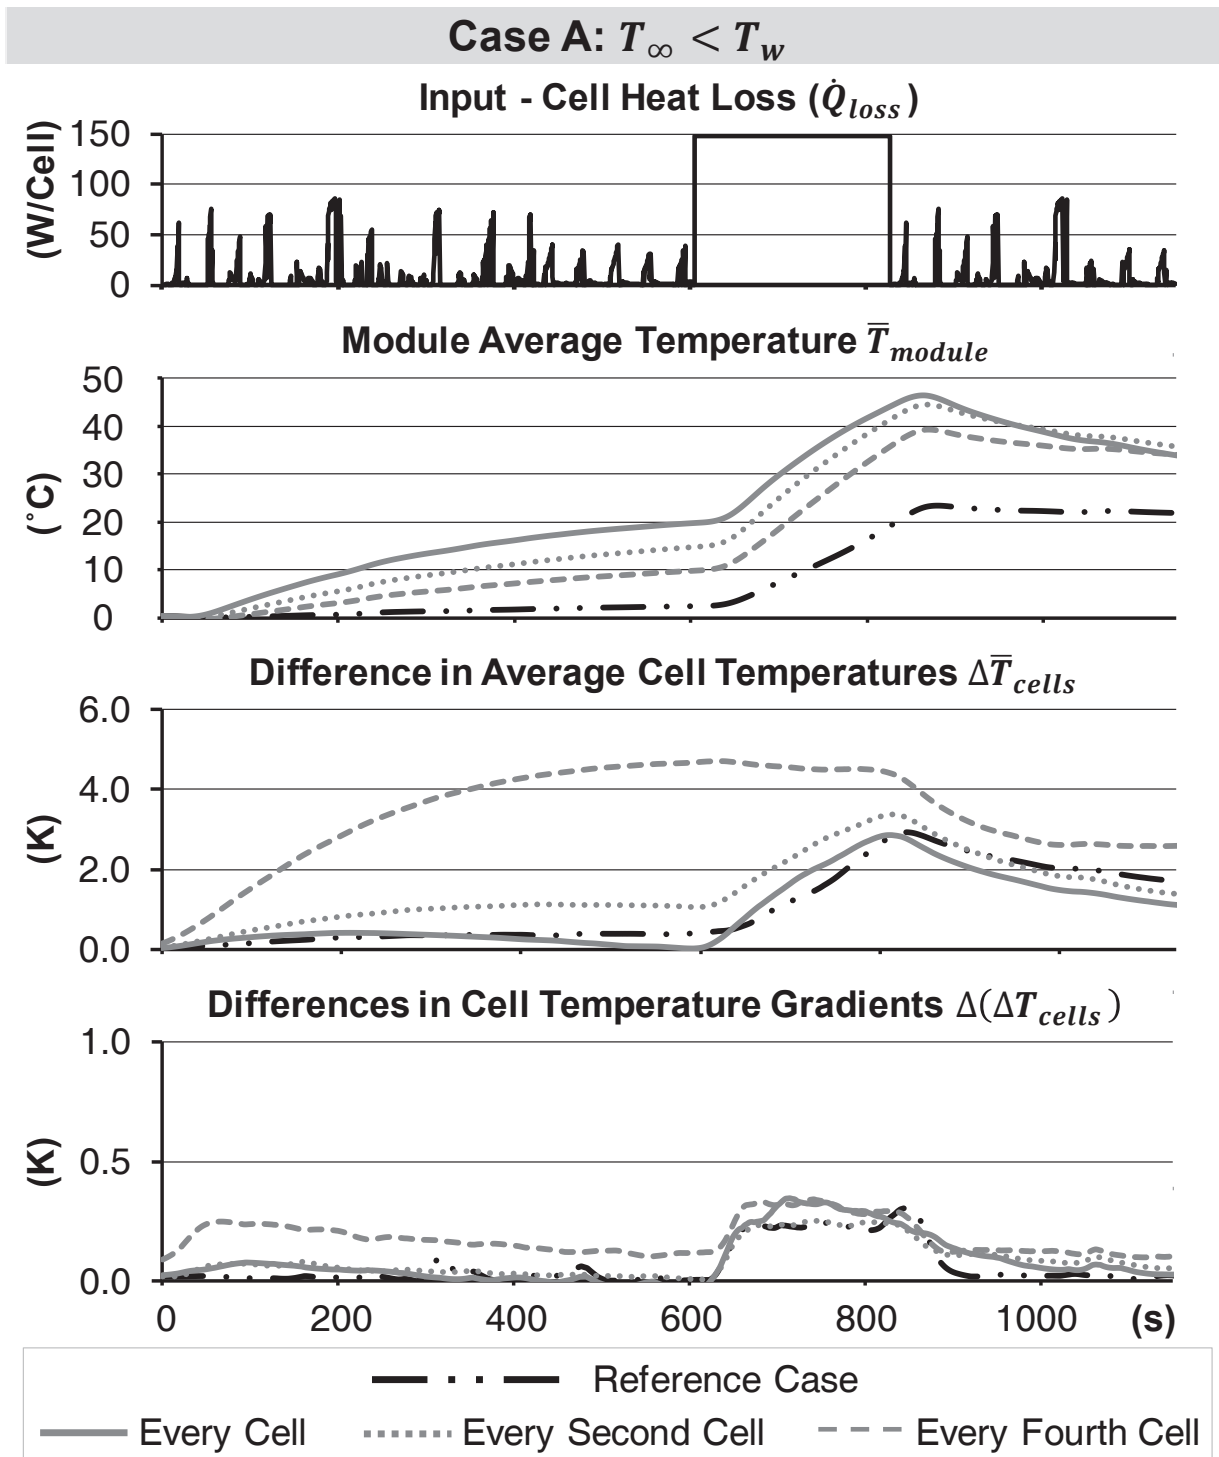 Case A: T∞ < Tw
Input - Cell Heat Loss (Q̇loss)
(W/Cell)
150
100
50
0
Module Average Temperature T̅module
(˚C)
50
40
30
20
10
0
Difference in Average Cell Temperatures ΔT̅cells
(K)
6.0
4.0
2.0
0.0
Differences in Cell Temperature Gradients Δ(ΔTcells)
(K)
1.0
0.5
0.0
0 200 400 600 800 1000 (s)
Reference Case
Every Cell Every Second Cell Every Fourth Cell